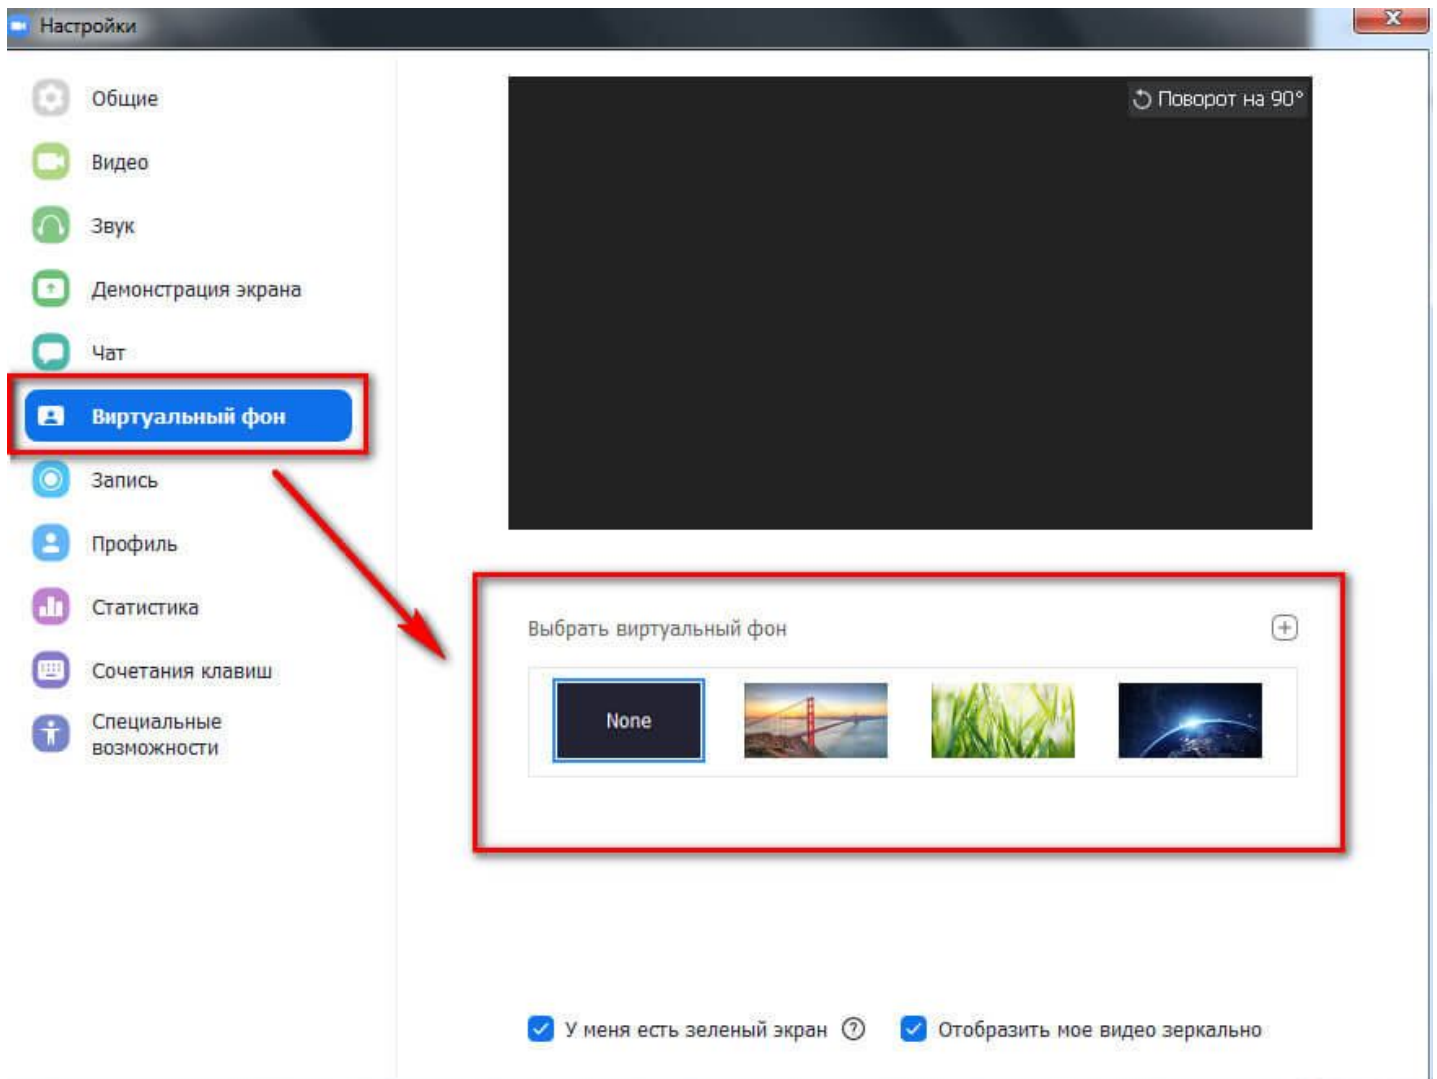 Настройки
Общие
Видео
Звук
Демонстрация экрана
Чат
Виртуальный фон
Запись
Профиль
Статистика
Сочетания клавиш
Специальные
возможности
Поворот на 90°
Выбрать виртуальный фон
None
У меня есть зеленый экран
Отобразить мое видео зеркально